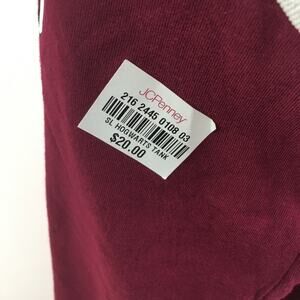 JCPenney
216 2445 0108 03
SL HOGWARTS TANK
$20.00